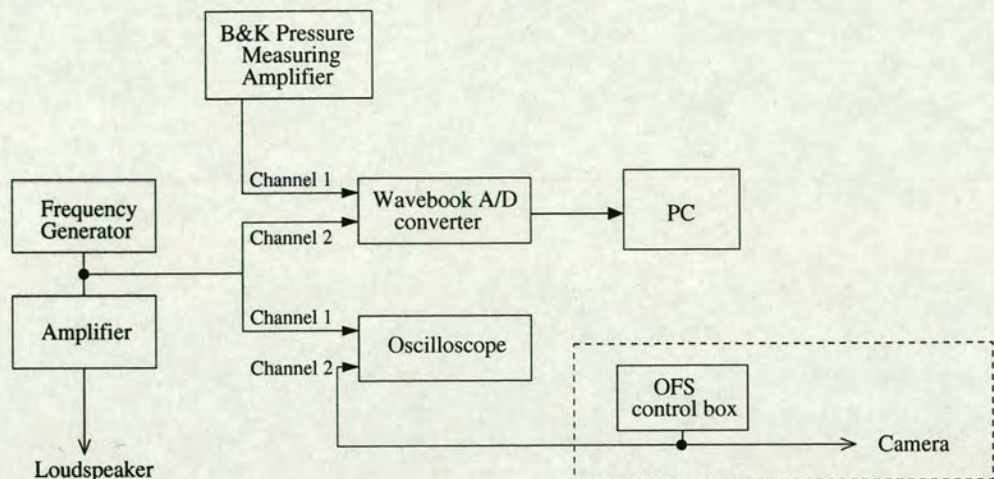 B&K Pressure
Measuring
Amplifier
Channel 1
Frequency
Generator
Wavebook A/D
converter
PC
Channel 2
Channel 1
Amplifier
Oscilloscope
Channel 2
OFS
control box
Camera
Loudspeaker